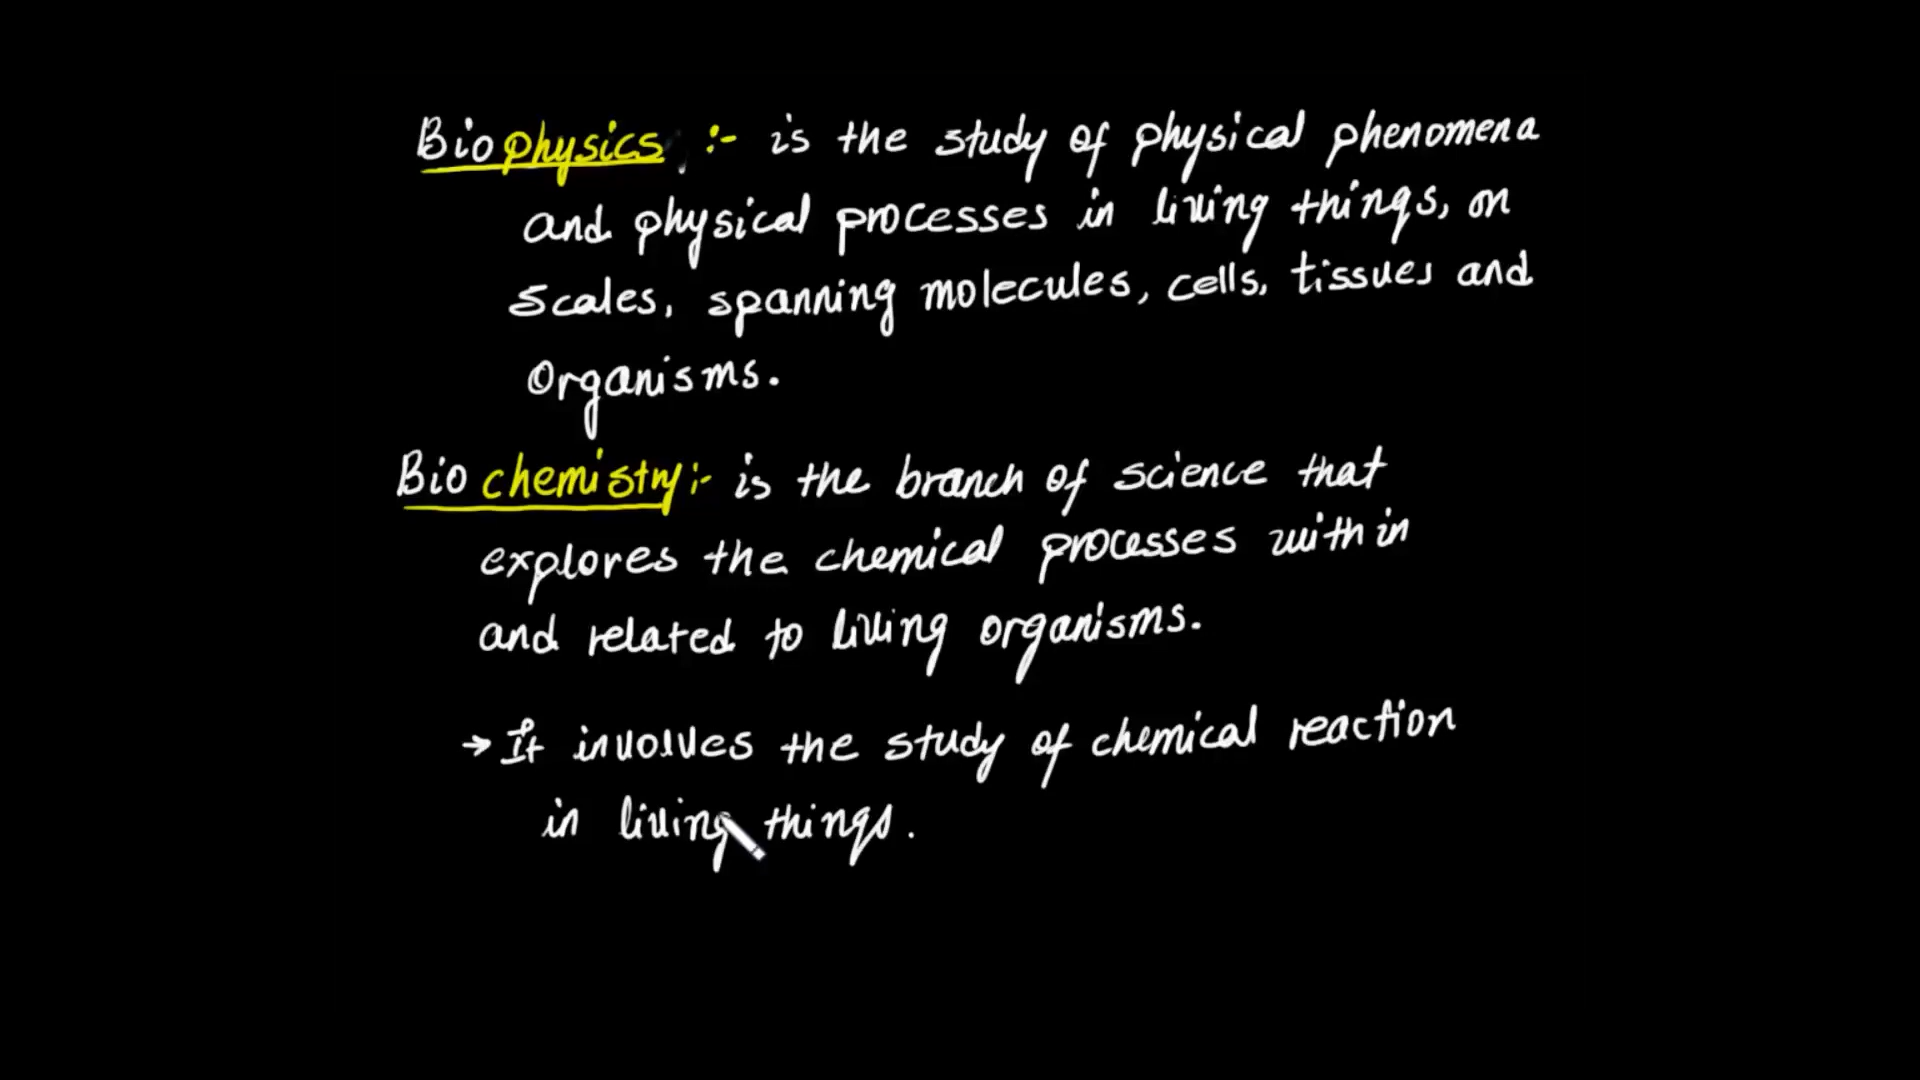 Biophysics :- is the study of physical phenomena
and physical processes in living things, on
scales, spanning molecules, cells, tissues and
organisms.
Bio chemistry :- is the branch of science that
explores the chemical processes within
and related to living organisms.
→ It involves the study of chemical reaction
in living things.